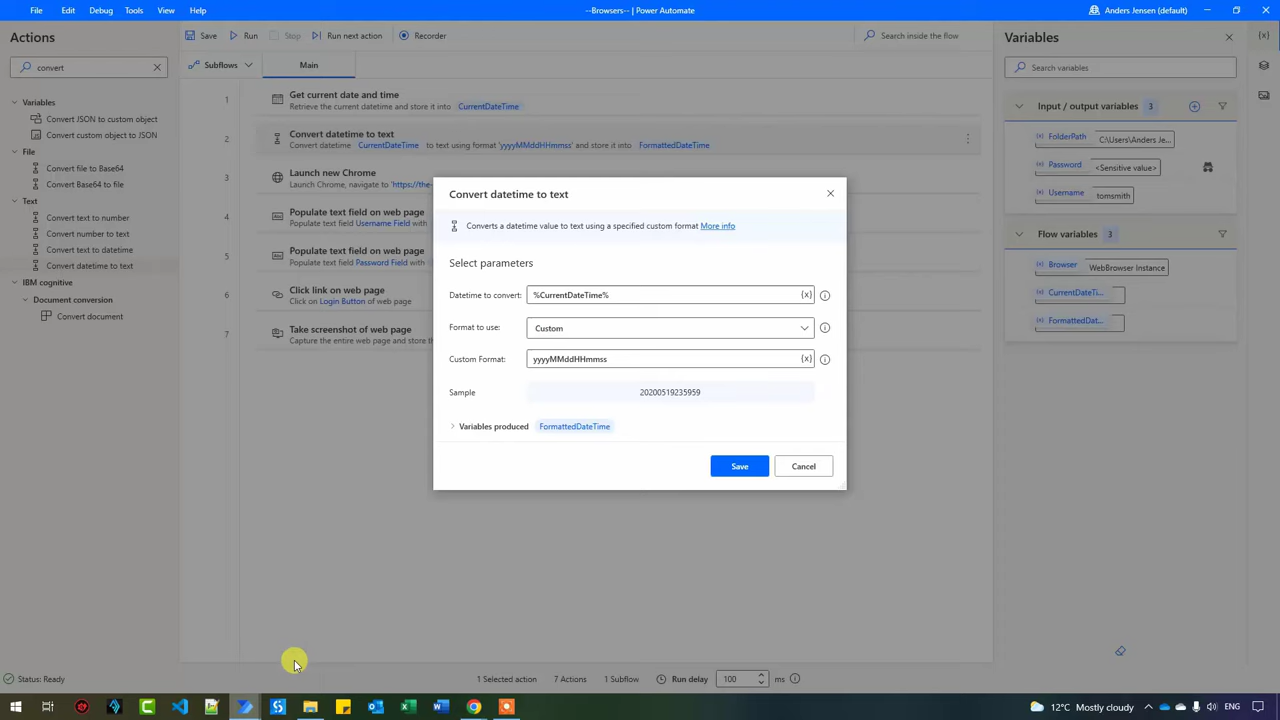 File Edit Debug Tools View Help
--Browsers-- | Power Automate
Anders Jensen (default)
Actions
convert
Variables
Convert JSON to custom object
Convert custom object to JSON
File
Convert file to Base64
Convert Base64 to file
Text
Convert text to number
Convert number to text
Convert text to datetime
Convert datetime to text
IBM cognitive
Document conversion
Convert document
Save Run Stop Run next action Recorder
Search inside the flow
Subflows Main
1 Get current date and time
Retrieve the current datetime and store it into CurrentDateTime
2 Convert datetime to text
Convert datetime CurrentDateTime to text using format 'yyyyMMddHHmmss' and store it into FormattedDateTime
3 Launch new Chrome
Launch Chrome, navigate to 'https://the-
4 Populate text field on web page
Populate text field Username Field with
5 Populate text field on web page
Populate text field Password Field with
6 Click link on web page
Click on Login Button of web page
7 Take screenshot of web page
Capture the entire web page and store th
Convert datetime to text
Converts a datetime value to text using a specified custom format More info
Select parameters
Datetime to convert: %CurrentDateTime% {x}
Format to use: Custom
Custom Format: yyyyMMddHHmmss {x}
Sample 20200519235959
Variables produced FormattedDateTime
Save Cancel
Variables
Search variables
Input / output variables 3
FolderPath C:\Users\Anders Je...
Password <Sensitive value>
Username tomsmith
Flow variables 3
Browser WebBrowser Instance
CurrentDateTi...
FormattedDat...
Status: Ready
1 Selected action 7 Actions 1 Subflow Run delay 100 ms
12°C Mostly cloudy ENG